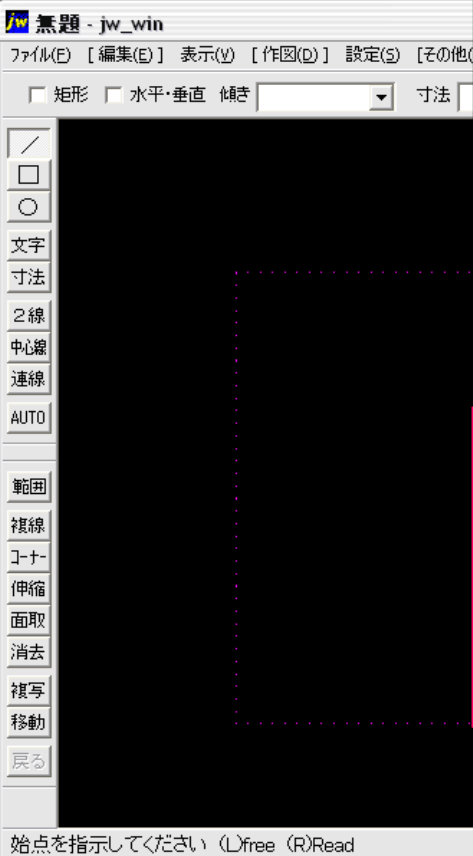 jw 無題 - jw_win
ファイル(F) [編集(E)] 表示(V) [作図(D)] 設定(S) [その他(
矩形 水平・垂直 傾き 寸法
文字
寸法
2線
中心線
連線
AUTO
範囲
複線
コーナー
伸縮
面取
消去
複写
移動
戻る
始点を指示してください (L)free (R)Read